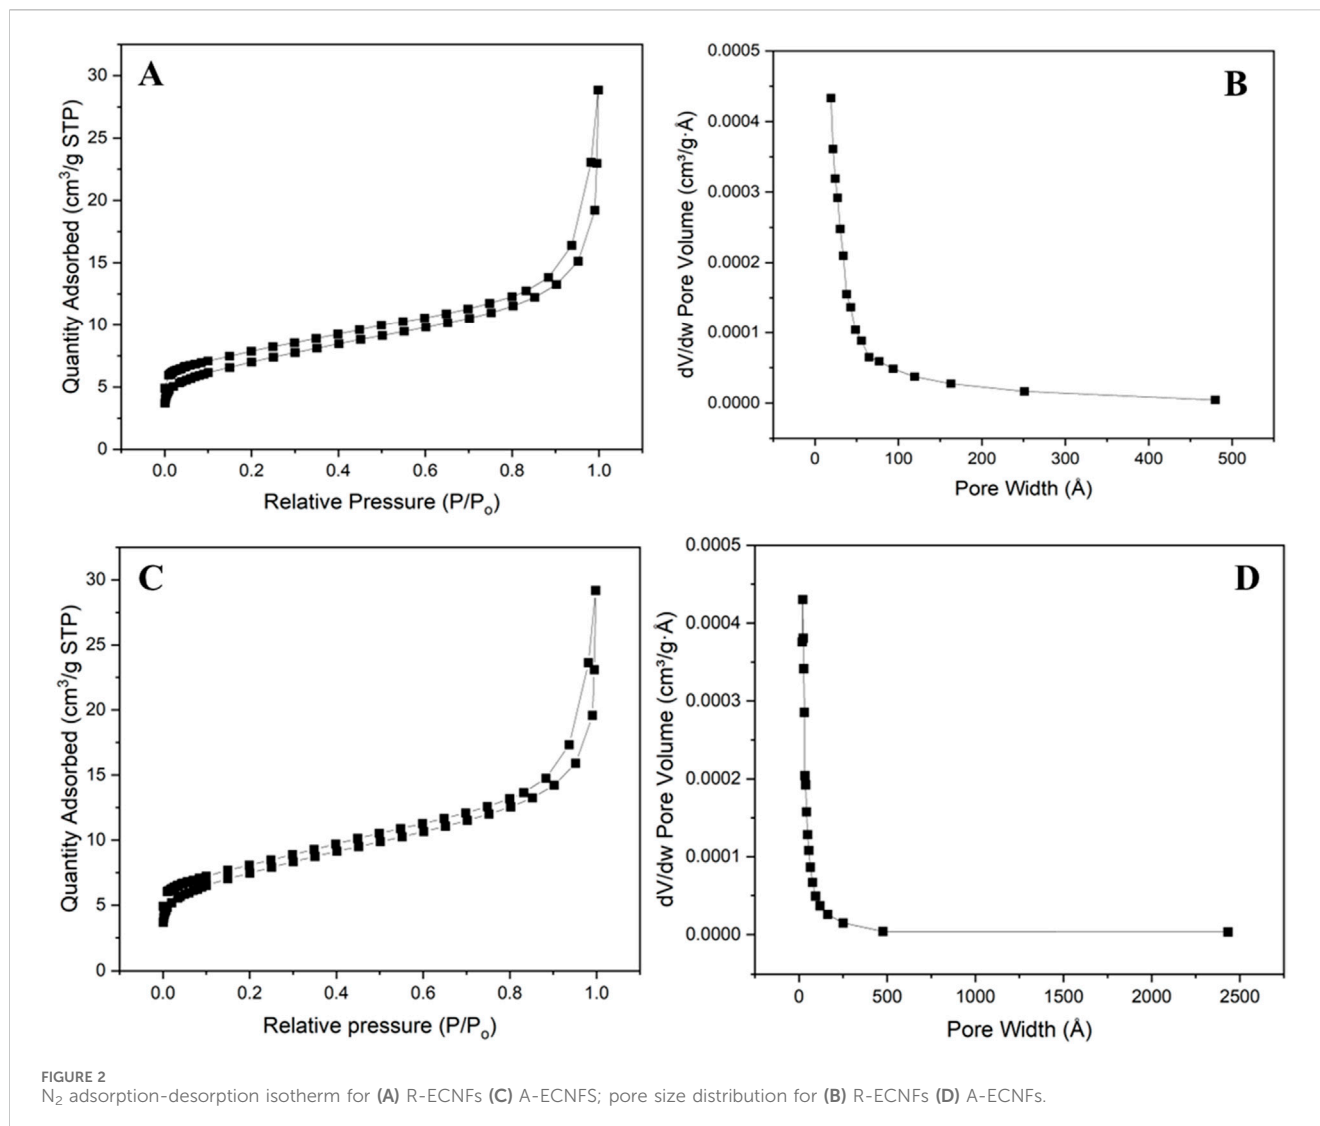 A
Quantity Adsorbed (cm³/g STP)
30
25
20
15
10
5
0
0.0 0.2 0.4 0.6 0.8 1.0
Relative Pressure (P/Pₒ)
B
dV/dw Pore Volume (cm³/g·Å)
0.0005
0.0004
0.0003
0.0002
0.0001
0.0000
0 100 200 300 400 500
Pore Width (Å)
C
Quantity Adsorbed (cm³/g STP)
30
25
20
15
10
5
0
0.0 0.2 0.4 0.6 0.8 1.0
Relative pressure (P/Pₒ)
D
dV/dw Pore Volume (cm³/g·Å)
0.0005
0.0004
0.0003
0.0002
0.0001
0.0000
0 500 1000 1500 2000 2500
Pore Width (Å)
FIGURE 2
N₂ adsorption-desorption isotherm for (A) R-ECNFs (C) A-ECNFS; pore size distribution for (B) R-ECNFs (D) A-ECNFs.